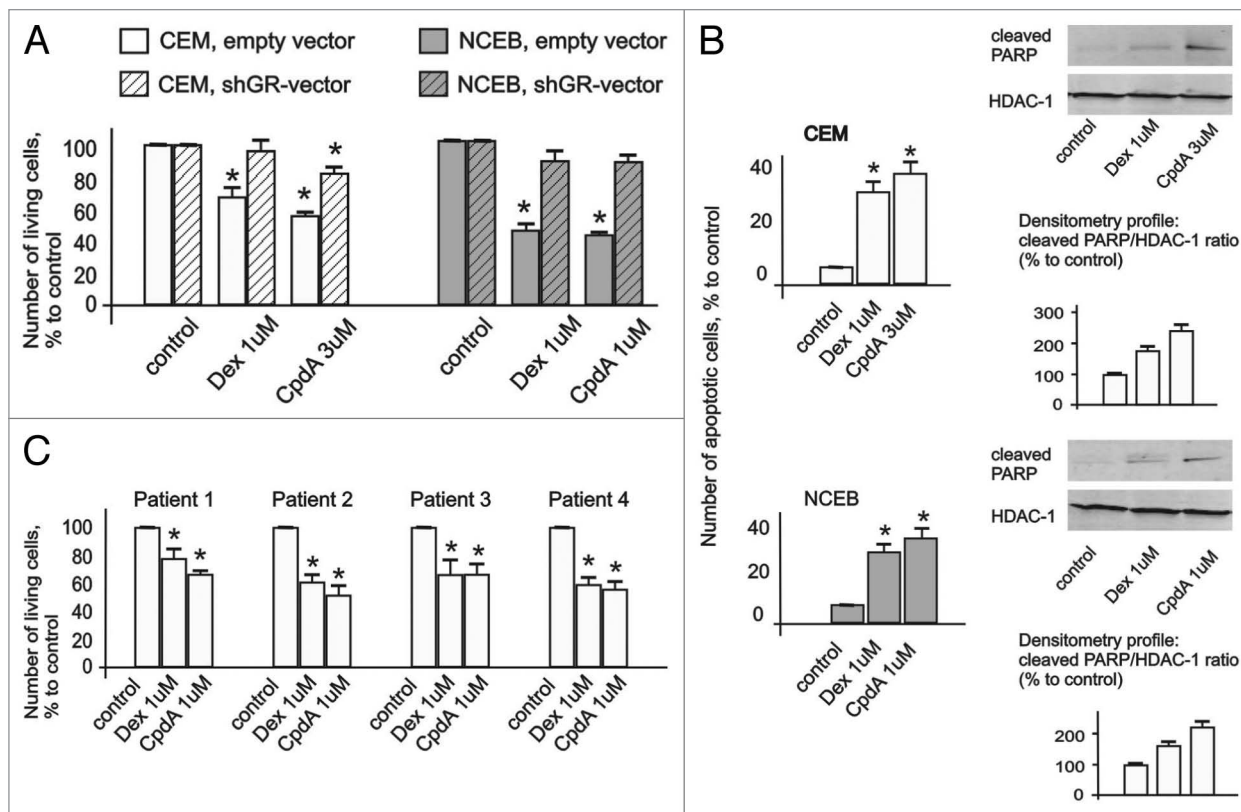 A
CEM, empty vector
NCEB, empty vector
CEM, shGR-vector
NCEB, shGR-vector
Number of living cells,
% to control
100
80
60
40
20
0
*
*
*
*
*
control
Dex 1uM
CpdA 3uM
control
Dex 1uM
CpdA 1uM
B
cleaved
PARP
HDAC-1
control
Dex 1uM
CpdA 3uM
Number of apoptotic cells, % to control
CEM
40
20
0
*
*
control
Dex 1uM
CpdA 3uM
Densitometry profile:
cleaved PARP/HDAC-1 ratio
(% to control)
300
200
100
0
cleaved
PARP
HDAC-1
control
Dex 1uM
CpdA 1uM
NCEB
40
20
0
*
*
control
Dex 1uM
CpdA 1uM
Densitometry profile:
cleaved PARP/HDAC-1 ratio
(% to control)
200
100
0
C
Number of living cells,
% to control
Patient 1
Patient 2
Patient 3
Patient 4
100
80
60
40
20
0
*
*
*
*
*
*
*
*
control
Dex 1uM
CpdA 1uM
control
Dex 1uM
CpdA 1uM
control
Dex 1uM
CpdA 1uM
control
Dex 1uM
CpdA 1uM